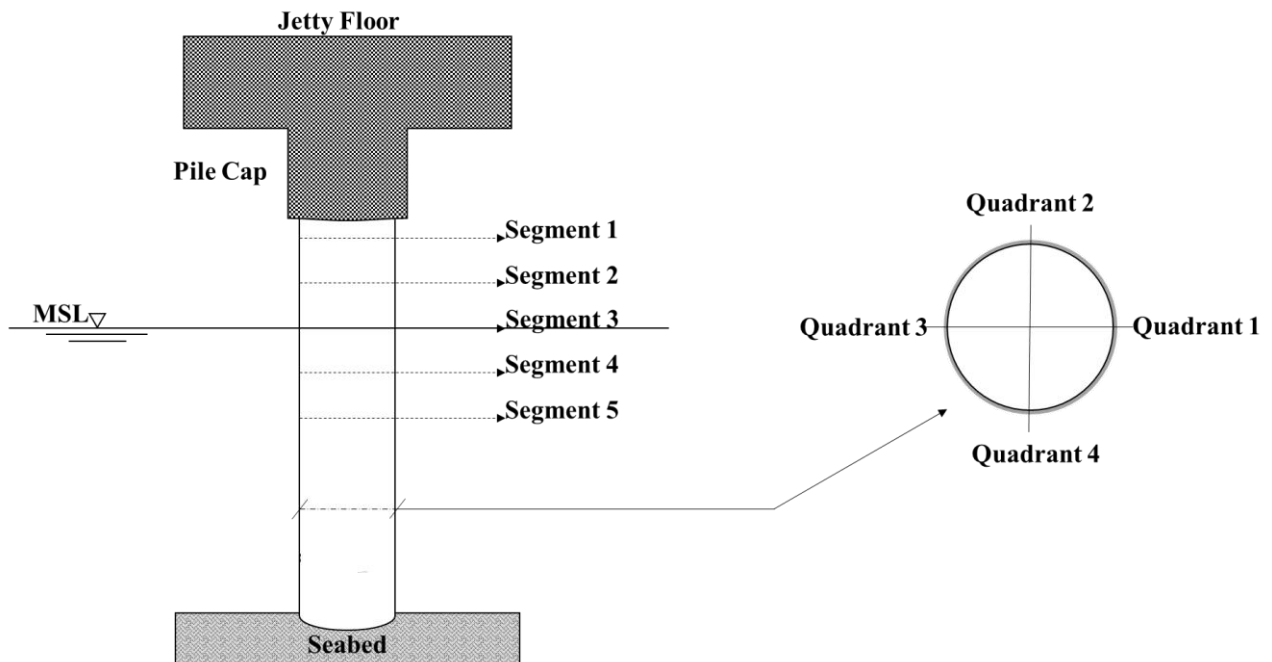 Jetty Floor
Pile Cap
Segment 1
Segment 2
MSL
Segment 3
Segment 4
Segment 5
Seabed
Quadrant 2
Quadrant 3
Quadrant 1
Quadrant 4